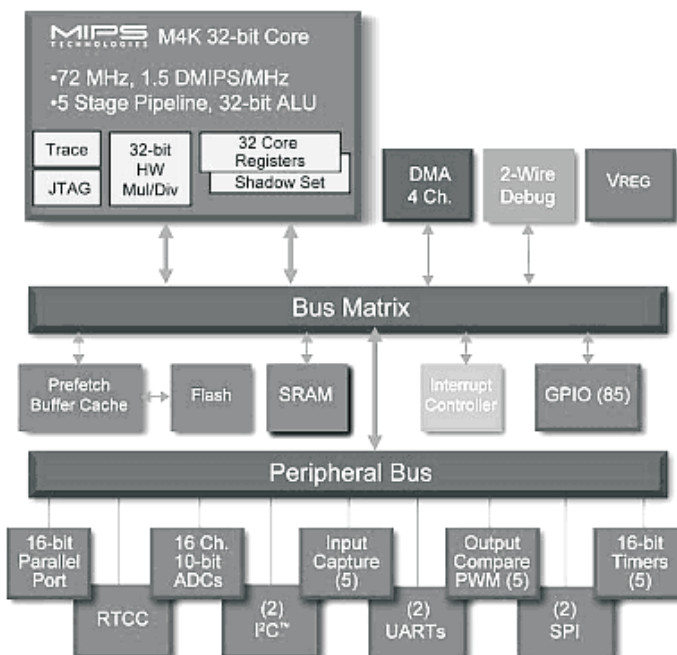 MIPS M4K 32-bit Core
TECHNOLOGIES
•72 MHz, 1.5 DMIPS/MHz
•5 Stage Pipeline, 32-bit ALU
Trace
JTAG
32-bit
HW
Mul/Div
32 Core
Registers
Shadow Set
DMA
4 Ch.
2-Wire
Debug
VREG
Bus Matrix
Prefetch
Buffer Cache
Flash
SRAM
Interrupt
Controller
GPIO (85)
Peripheral Bus
16-bit
Parallel
Port
RTCC
16 Ch.
10-bit
ADCs
(2)
I²C™
Input
Capture
(5)
(2)
UARTs
Output
Compare
PWM (5)
(2)
SPI
16-bit
Timers
(5)